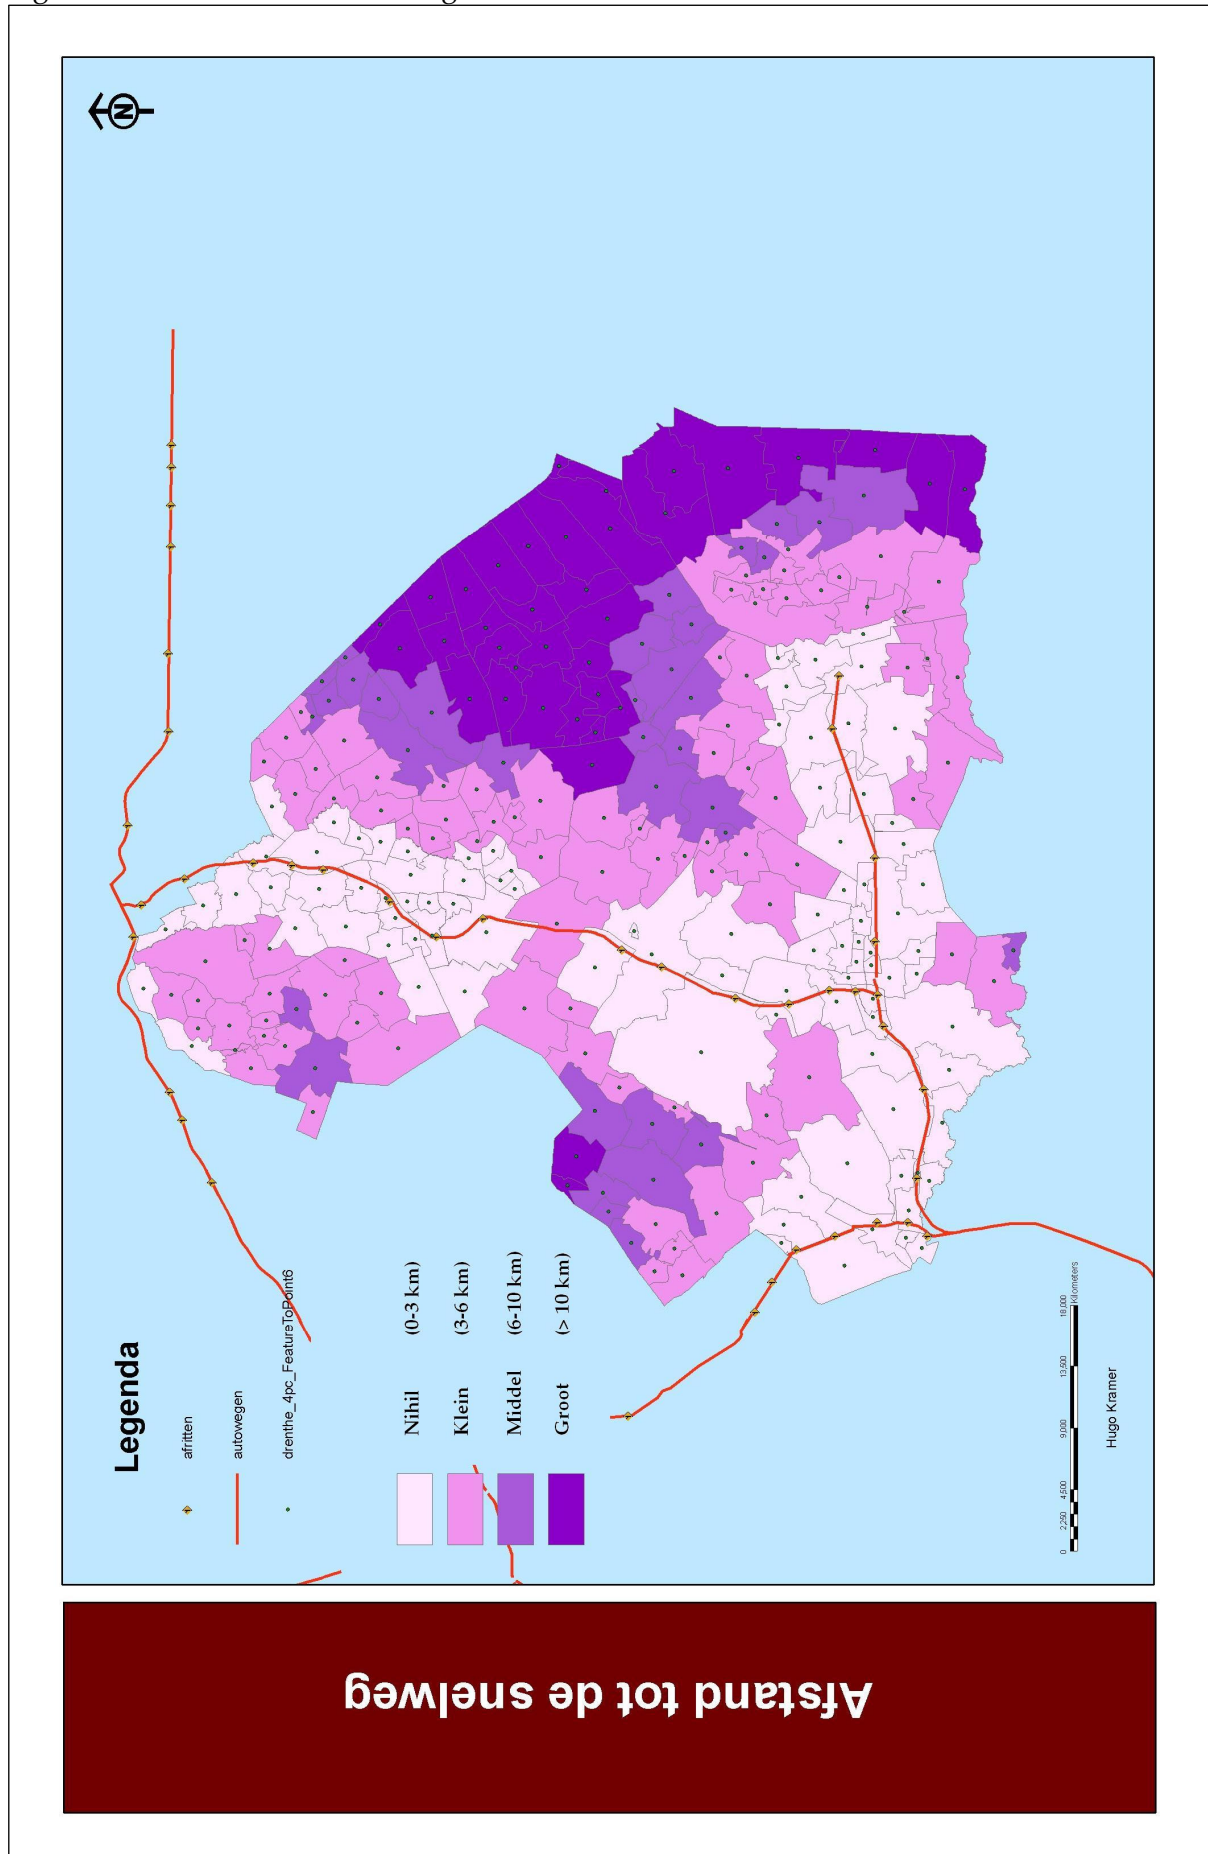 Afstand tot de snelweg
N
Legenda
afritten
autowegen
drenthe_4pc_FeatureToPoint6
Nihil (0-3 km)
Klein (3-6 km)
Middel (6-10 km)
Groot (> 10 km)
0 2,250 4,500 9,000 13,500 18,000
Kilometers
Hugo Kramer